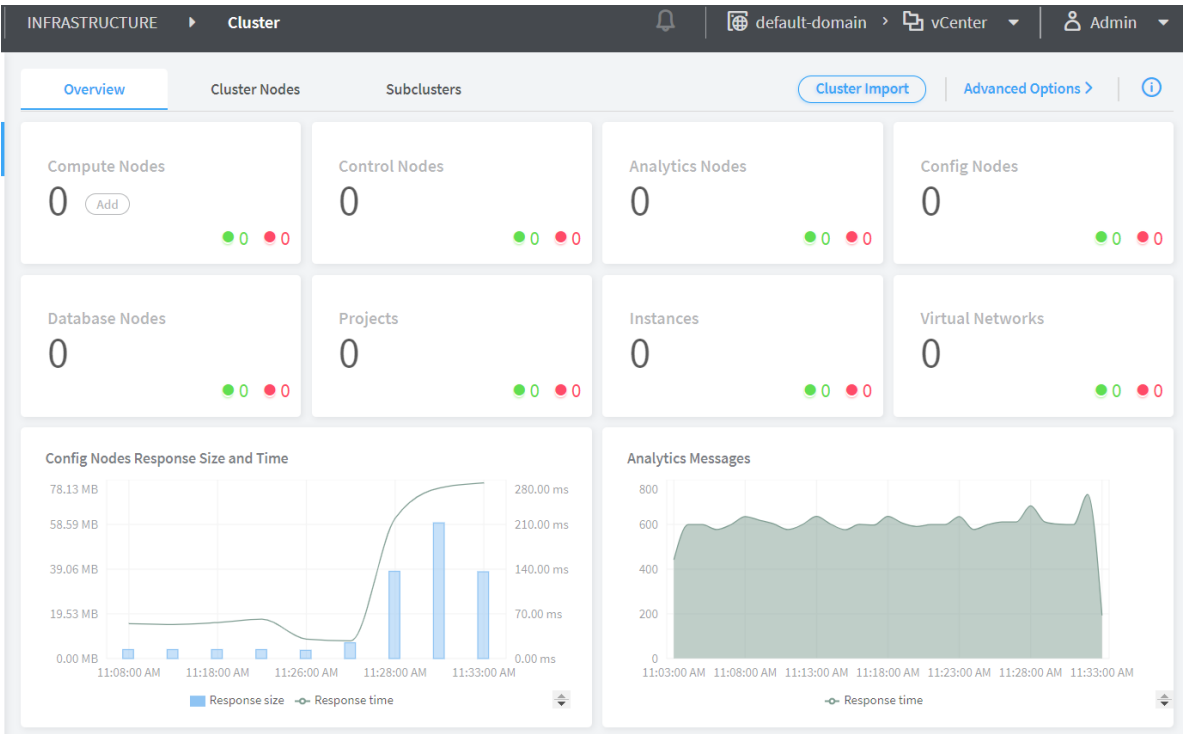 INFRASTRUCTURE Cluster default-domain > vCenter Admin
Overview Cluster Nodes Subclusters Cluster Import Advanced Options >
Compute Nodes Control Nodes Analytics Nodes Config Nodes
0 Add 0 0 0
0 0 0 0 0 0 0 0
Database Nodes Projects Instances Virtual Networks
0 0 0 0
0 0 0 0 0 0 0 0
Config Nodes Response Size and Time
78.13 MB 280.00 ms
58.59 MB 210.00 ms
39.06 MB 140.00 ms
19.53 MB 70.00 ms
0.00 MB 0.00 ms
11:08:00 AM 11:18:00 AM 11:26:00 AM 11:28:00 AM 11:33:00 AM
Response size Response time
Analytics Messages
800
600
400
200
0
11:03:00 AM 11:08:00 AM 11:13:00 AM 11:18:00 AM 11:23:00 AM 11:28:00 AM 11:33:00 AM
Response time